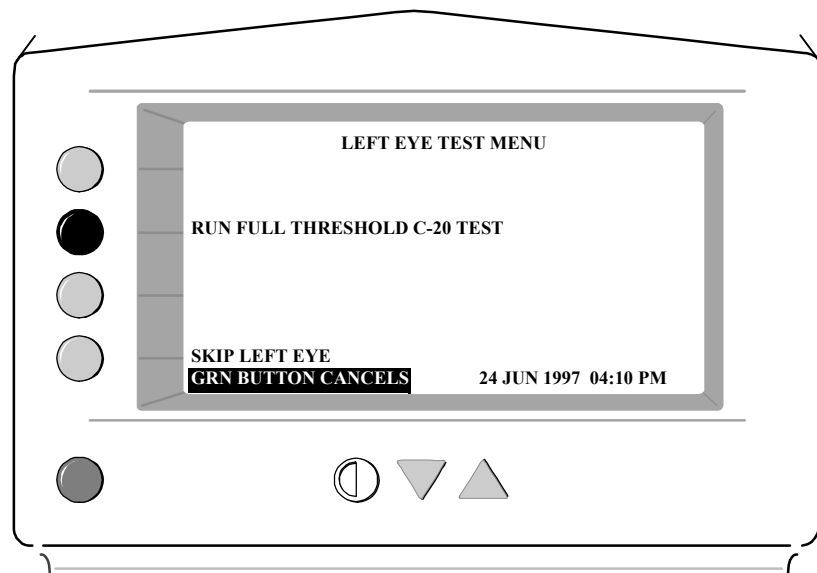 LEFT EYE TEST MENU
RUN FULL THRESHOLD C-20 TEST
SKIP LEFT EYE
GRN BUTTON CANCELS 24 JUN 1997 04:10 PM